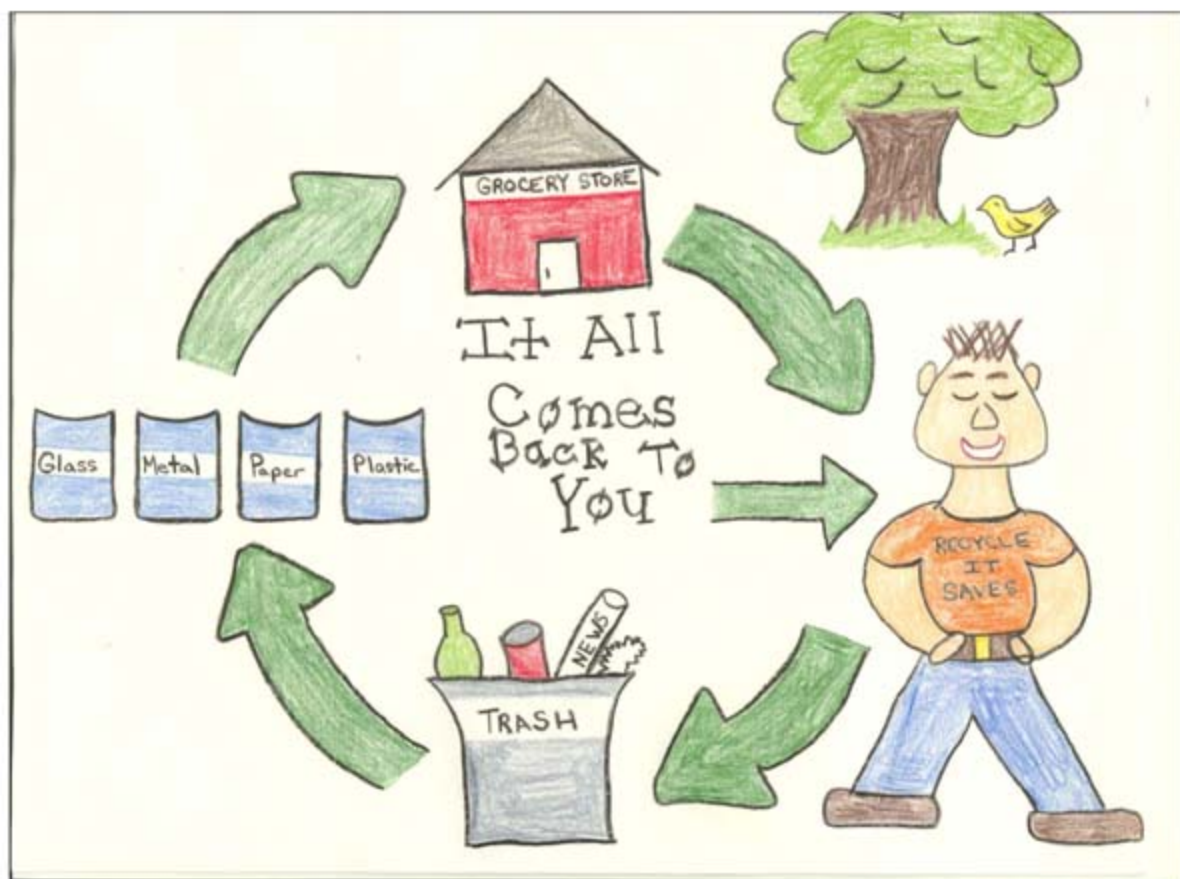 GROCERY STORE
It All
Comes
Back To
You
Glass
Metal
Paper
Plastic
RECYCLE
IT
SAVES
NEWS
TRASH